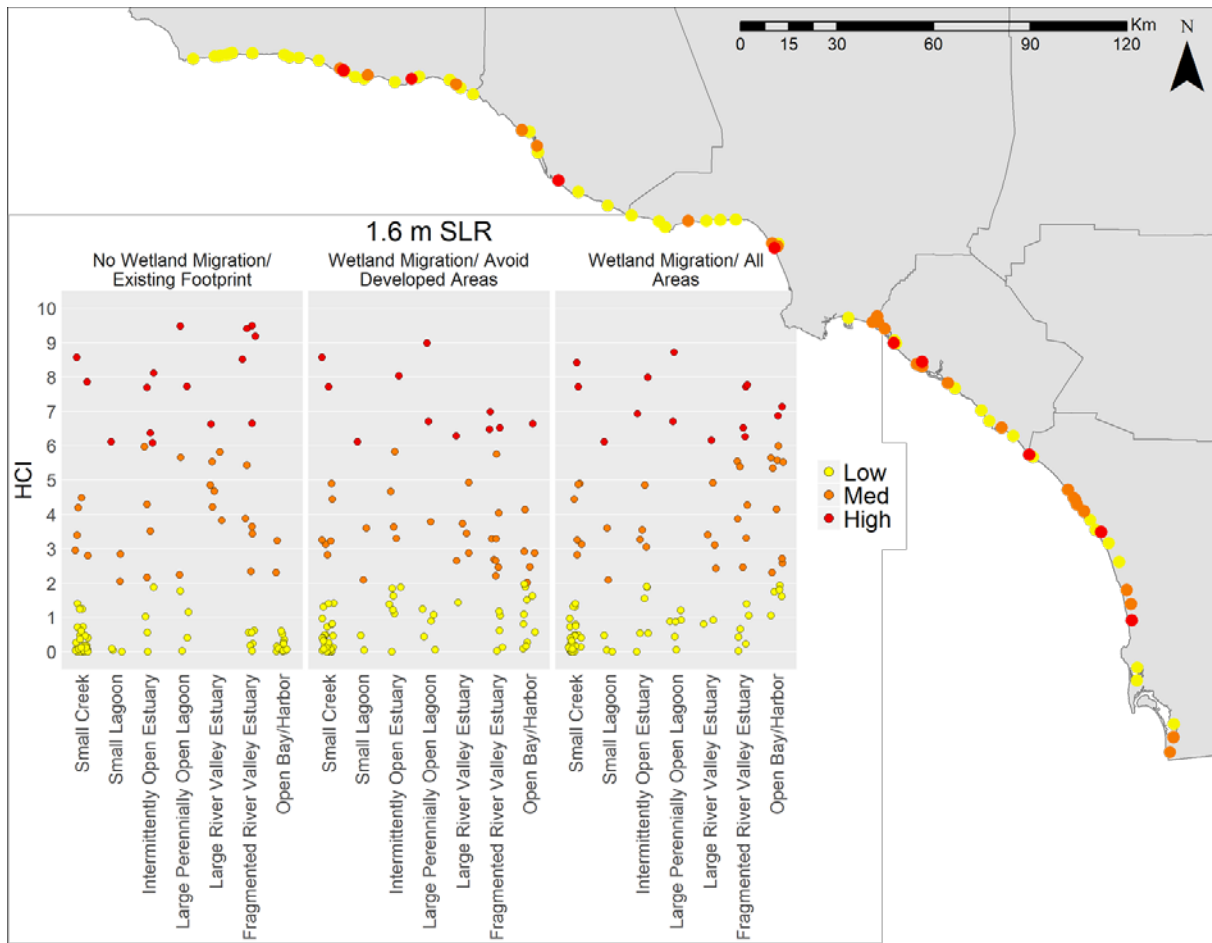 Km
0 15 30 60 90 120
N
1.6 m SLR
No Wetland Migration/
Existing Footprint
Wetland Migration/ Avoid
Developed Areas
Wetland Migration/ All
Areas
HCI
10
9
8
7
6
5
4
3
2
1
0
Low
Med
High
Small Creek
Small Lagoon
Intermittently Open Estuary
Large Perennially Open Lagoon
Large River Valley Estuary
Fragmented River Valley Estuary
Open Bay/Harbor
Small Creek
Small Lagoon
Intermittently Open Estuary
Large Perennially Open Lagoon
Large River Valley Estuary
Fragmented River Valley Estuary
Open Bay/Harbor
Small Creek
Small Lagoon
Intermittently Open Estuary
Large Perennially Open Lagoon
Large River Valley Estuary
Fragmented River Valley Estuary
Open Bay/Harbor